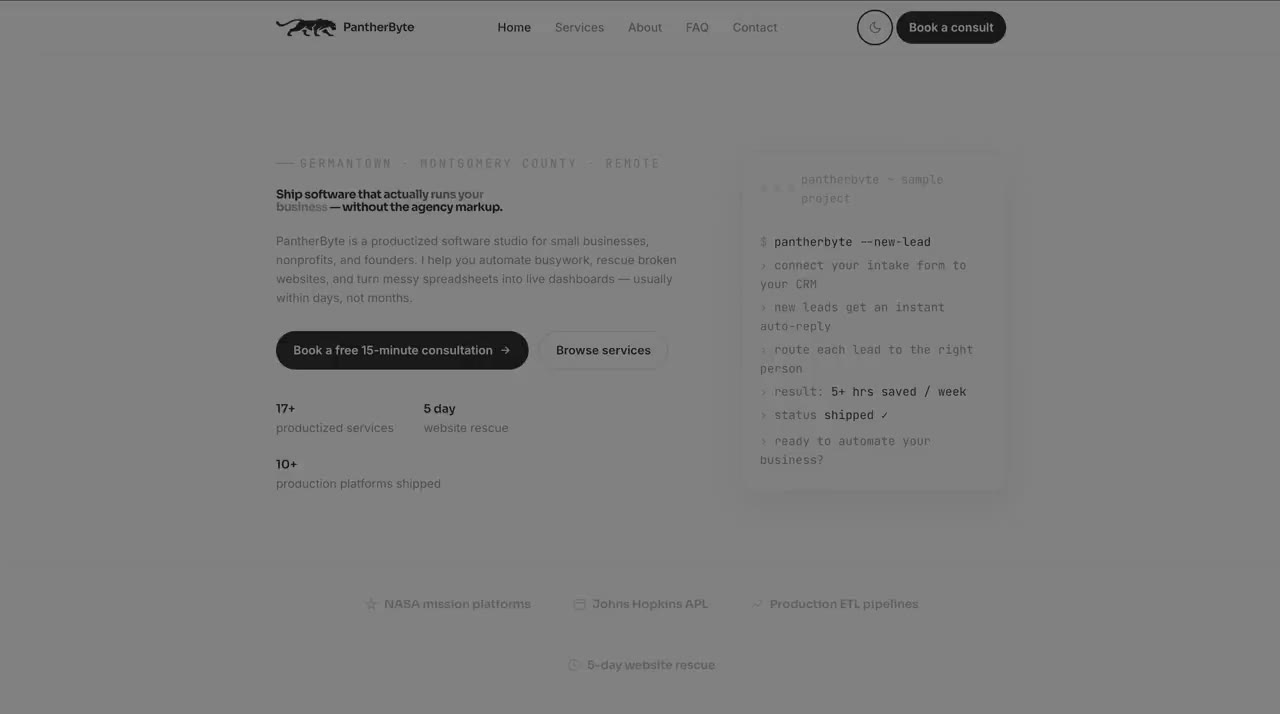 PantherByte
Home Services About FAQ Contact
Book a consult
GERMANTOWN · MONTGOMERY COUNTY · REMOTE
Ship software that actually runs your
business — without the agency markup.
PantherByte is a productized software studio for small businesses,
nonprofits, and founders. I help you automate busywork, rescue broken
websites, and turn messy spreadsheets into live dashboards — usually
within days, not months.
Book a free 15-minute consultation →
Browse services
17+
productized services
5 day
website rescue
10+
production platforms shipped
pantherbyte ~ sample
project
$ pantherbyte --new-lead
› connect your intake form to
your CRM
› new leads get an instant
auto-reply
› route each lead to the right
person
› result: 5+ hrs saved / week
› status shipped ✓
› ready to automate your
business?
NASA mission platforms
Johns Hopkins APL
Production ETL pipelines
5-day website rescue